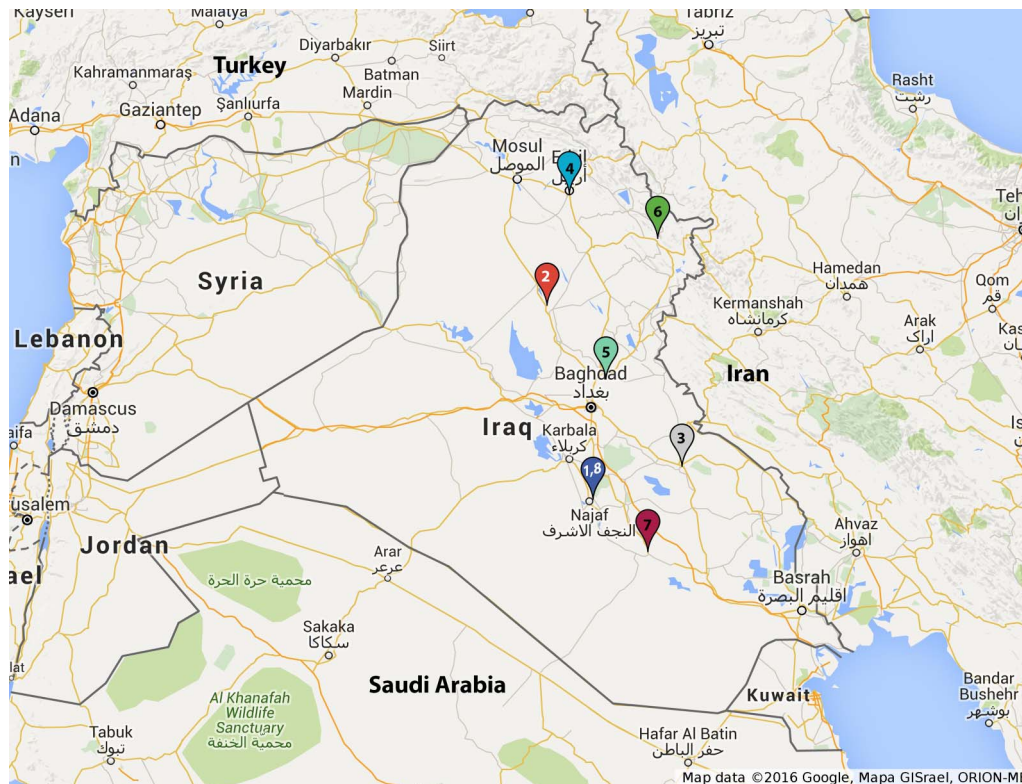 Kayseri
Malatya
Tabriz
تبریز
Diyarbakır
Siirt
Turkey
Batman
Kahramanmaraş
Mardin
Rasht
رشت
Gaziantep
Şanlıurfa
Adana
Mosul
الموصل
4
6
Syria
2
Hamedan
همدان
Qom
قم
Kermanshah
کرمانشاه
Arak
اراک
Lebanon
5
Baghdad
بغداد
Iran
Damascus
دمشق
Iraq
Karbala
كربلاء
3
1,8
Najaf
النجف الاشرف
7
Jordan
Ahvaz
اهواز
Arar
عرعر
محمية حرة الحرة
Basrah
اقليم البصرة
Sakaka
سكاكا
Saudi Arabia
Al Khanafah
Wildlife
Sanctuary
محمية الخنفة
Kuwait
Bandar
Bushehr
بوشهر
Tabuk
تبوك
Hafar Al Batin
حفر الباطن
Map data ©2016 Google, Mapa GISrael, ORION-ME